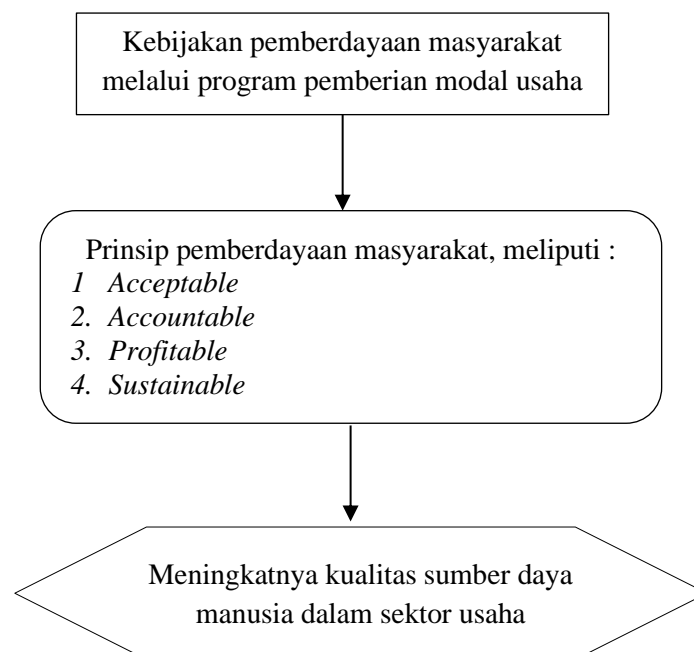 Kebijakan pemberdayaan masyarakat
melalui program pemberian modal usaha
Prinsip pemberdayaan masyarakat, meliputi :
1 Acceptable
2. Accountable
3. Profitable
4. Sustainable
Meningkatnya kualitas sumber daya
manusia dalam sektor usaha